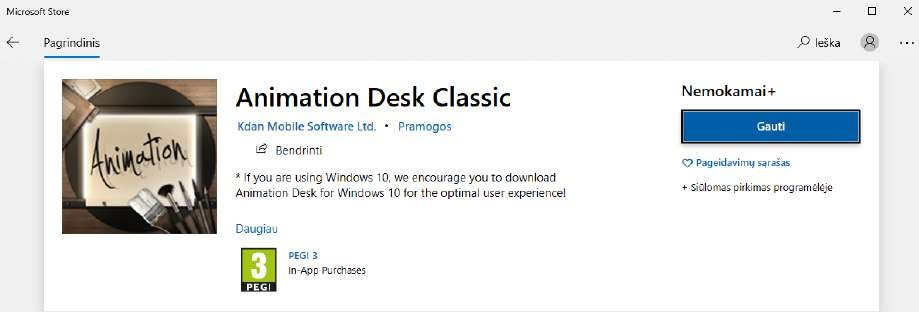 Microsoft Store
Pagrindinis
Ieška
Animation
Animation Desk Classic
Kdan Mobile Software Ltd. • Pramogos
Bendrinti
* If you are using Windows 10, we encourage you to download
Animation Desk for Windows 10 for the optimal user experience!
Daugiau
3
PEGI
PEGI 3
In-App Purchases
Nemokamai+
Gauti
Pageidavimų sąrašas
+ Siūlomas pirkimas programėlėje